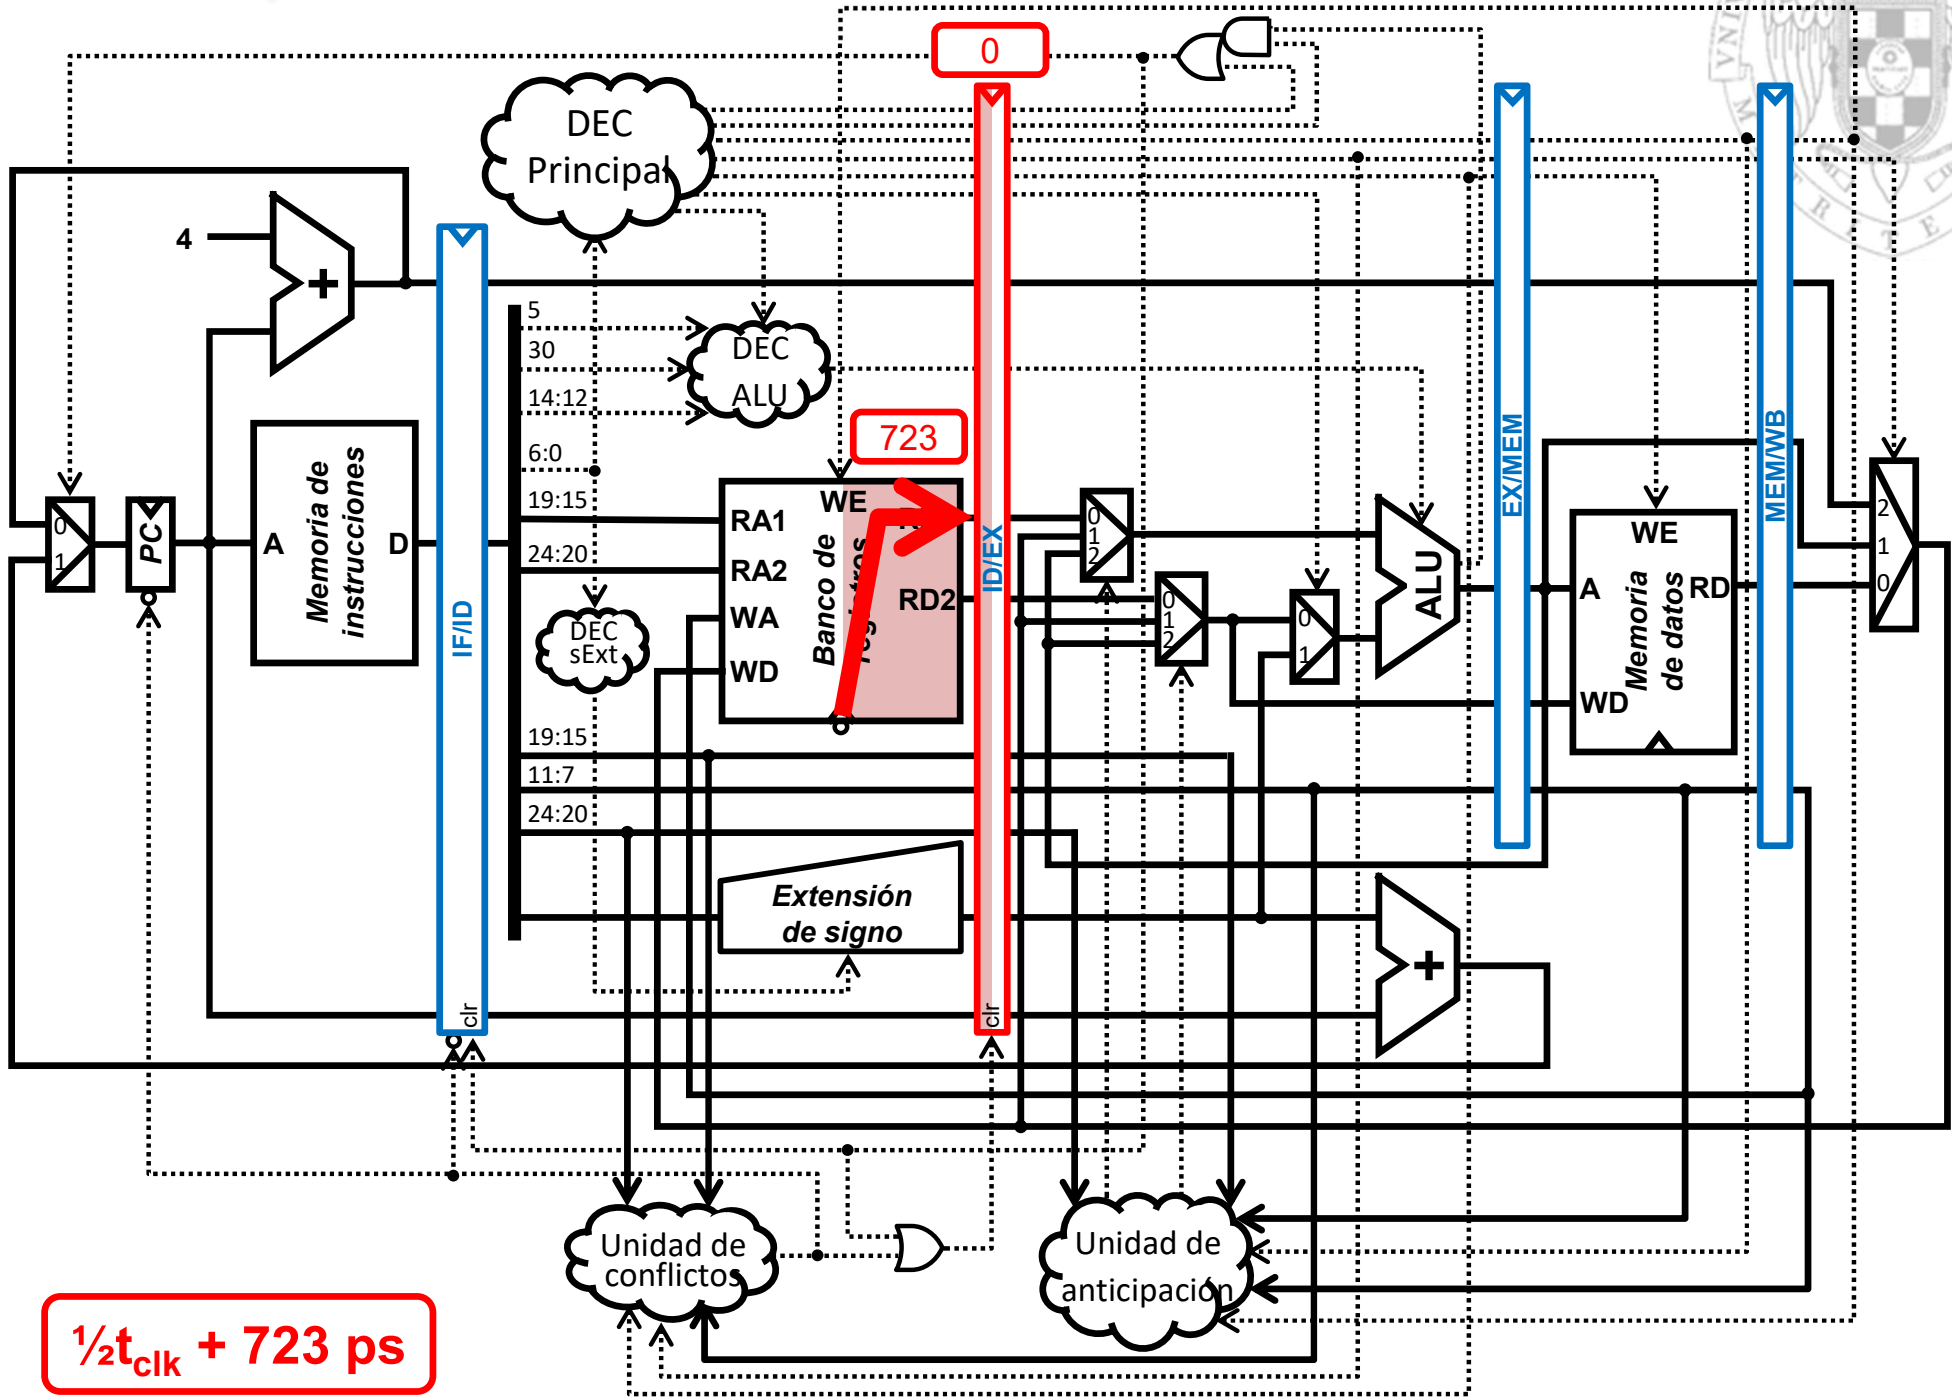 0
DEC
Principal
4
5
30
14:12
6:0
19:15
24:20
DEC
ALU
723
0
1
PC
A
D
Memoria de
instrucciones
IF/ID
clr
RA1
RA2
WA
WD
WE
RD2
Banco de
DEC
sExt
19:15
11:7
24:20
Extensión
de signo
ID/EX
clr
0
1
2
0
1
2
0
1
ALU
EX/MEM
A
WD
WE
RD
Memoria
de datos
MEM/WB
2
1
0
Unidad de
conflictos
Unidad de
anticipación
½tclk + 723 ps